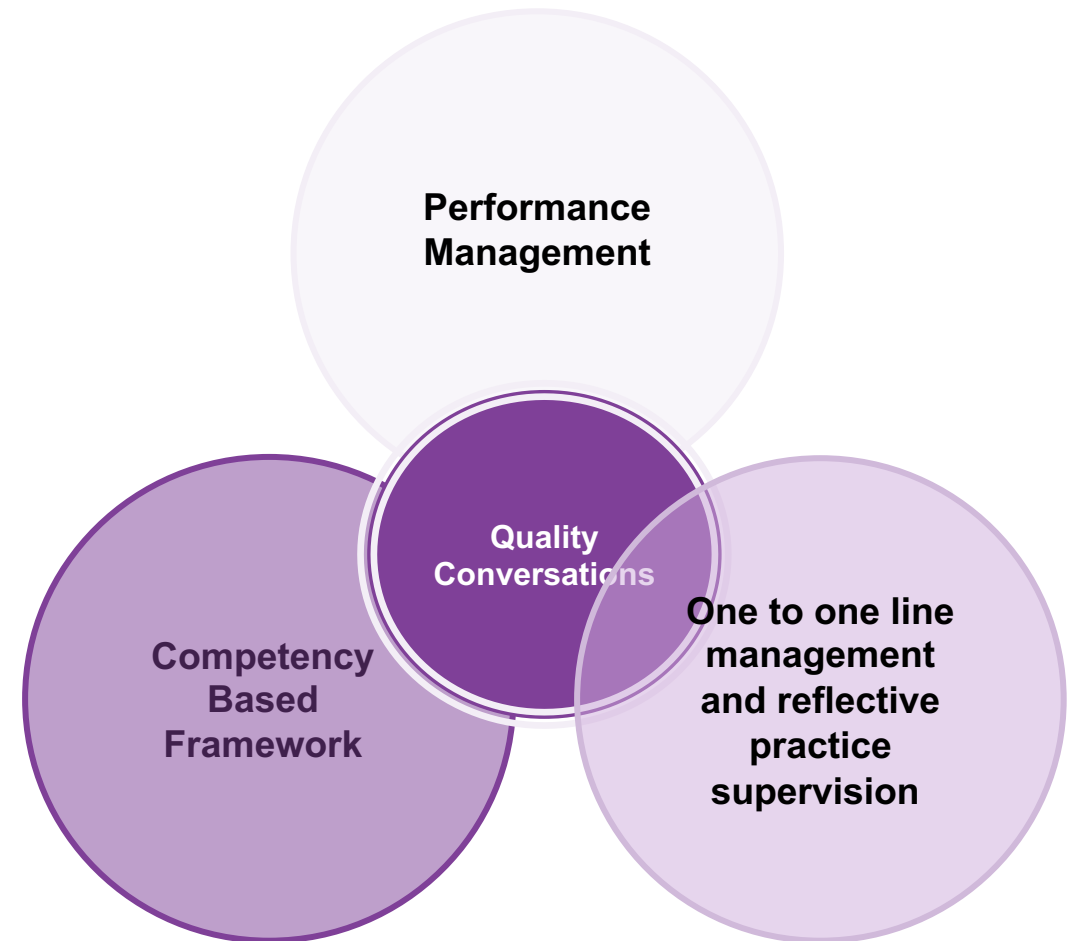 Performance
Management
Quality
Conversations
Competency
Based
Framework
One to one line
management
and reflective
practice
supervision